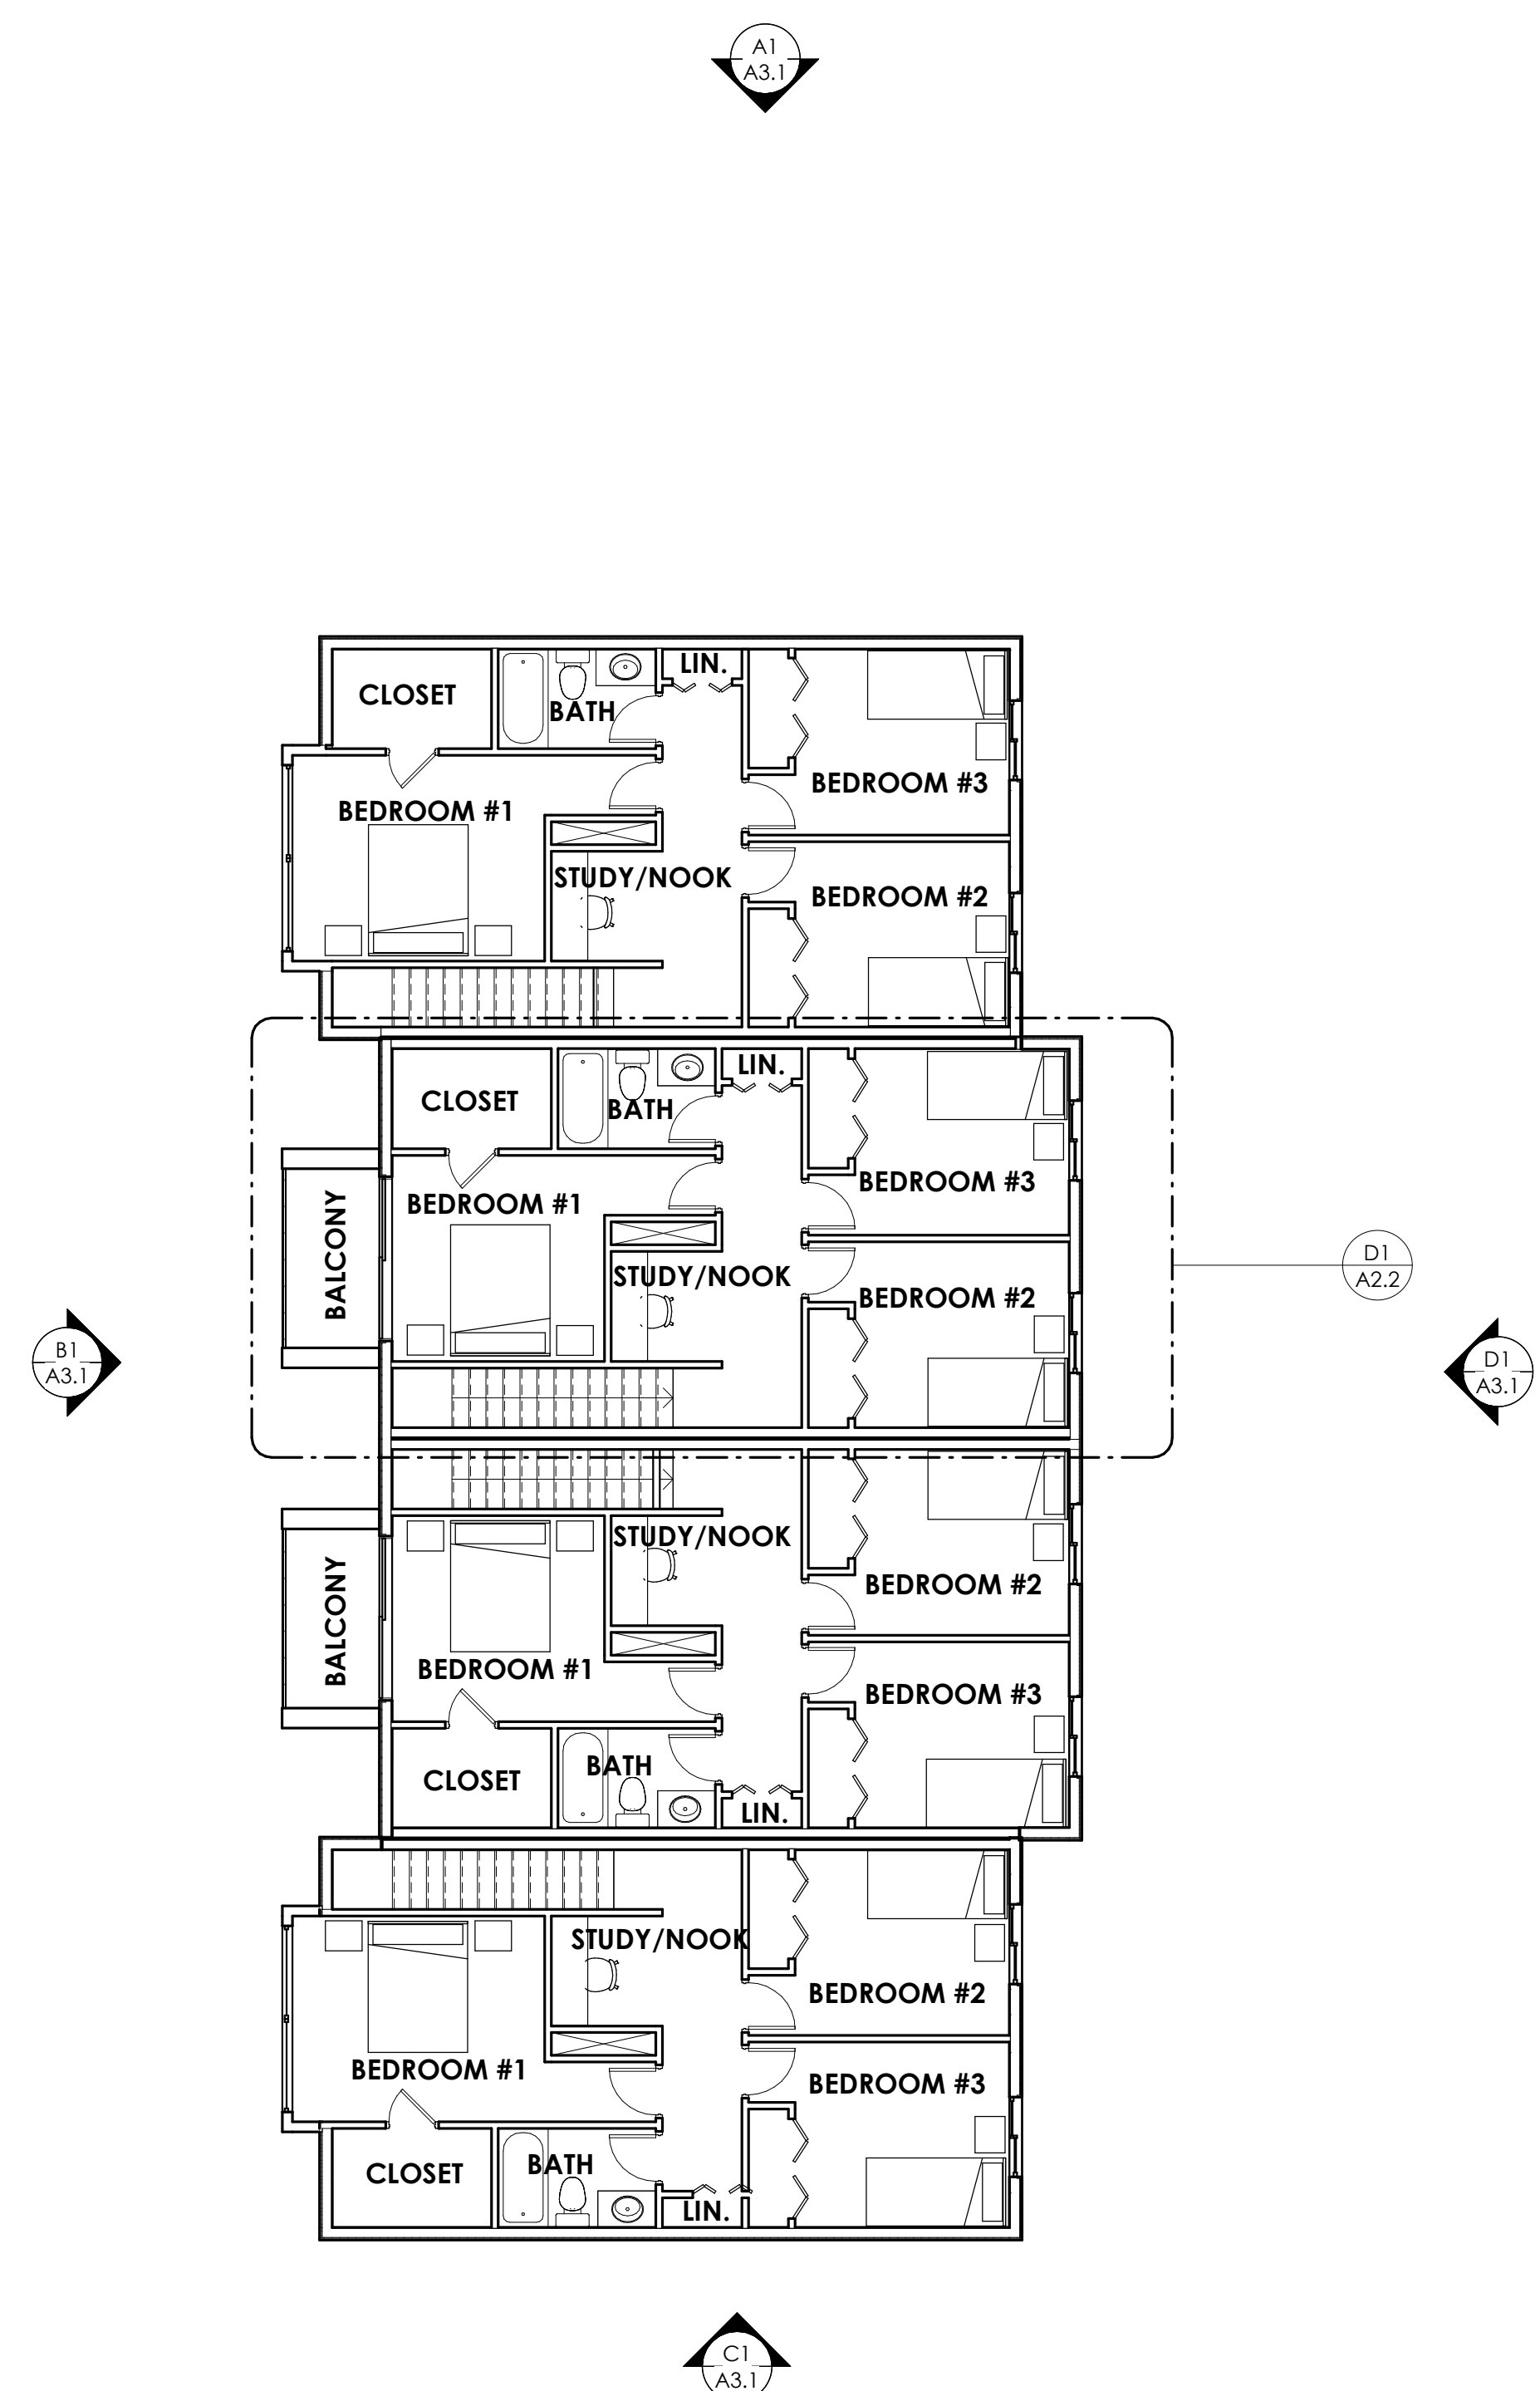 A1
A3.1
LIN.
CLOSET
BATH
BEDROOM #3
BEDROOM #1
STUDY/NOOK
BEDROOM #2
LIN.
CLOSET
BATH
BEDROOM #3
BEDROOM #1
BALCONY
STUDY/NOOK
BEDROOM #2
D1
A2.2
B1
A3.1
D1
A3.1
STUDY/NOOK
BEDROOM #2
BALCONY
BEDROOM #1
BEDROOM #3
BATH
CLOSET
LIN.
STUDY/NOOK
BEDROOM #2
BEDROOM #1
BEDROOM #3
BATH
CLOSET
LIN.
C1
A3.1